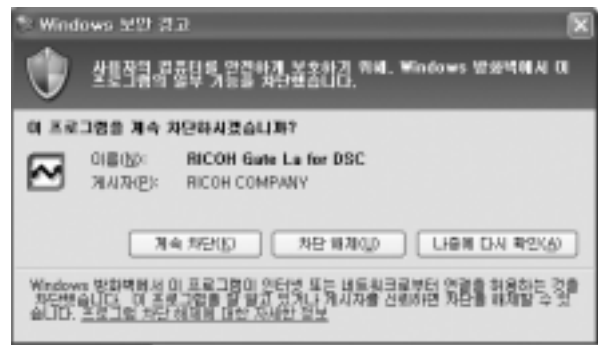 Windows 보안 경고
사용자의 컴퓨터를 안전하게 보호하기 위해, Windows 방화벽에서 이
프로그램의 일부 기능을 차단했습니다.
이 프로그램을 계속 차단하시겠습니까?
이름(N): RICOH Gate La for DSC
게시자(P): RICOH COMPANY
계속 차단(K) 차단 해제(U) 나중에 다시 확인(A)
Windows 방화벽에서 이 프로그램이 인터넷 또는 네트워크로부터 연결을 허용하는 것을
차단했습니다. 이 프로그램을 잘 알고 있거나 게시자를 신뢰하면 차단을 해제할 수 있
습니다. 프로그램 차단 해제에 대한 자세한 정보